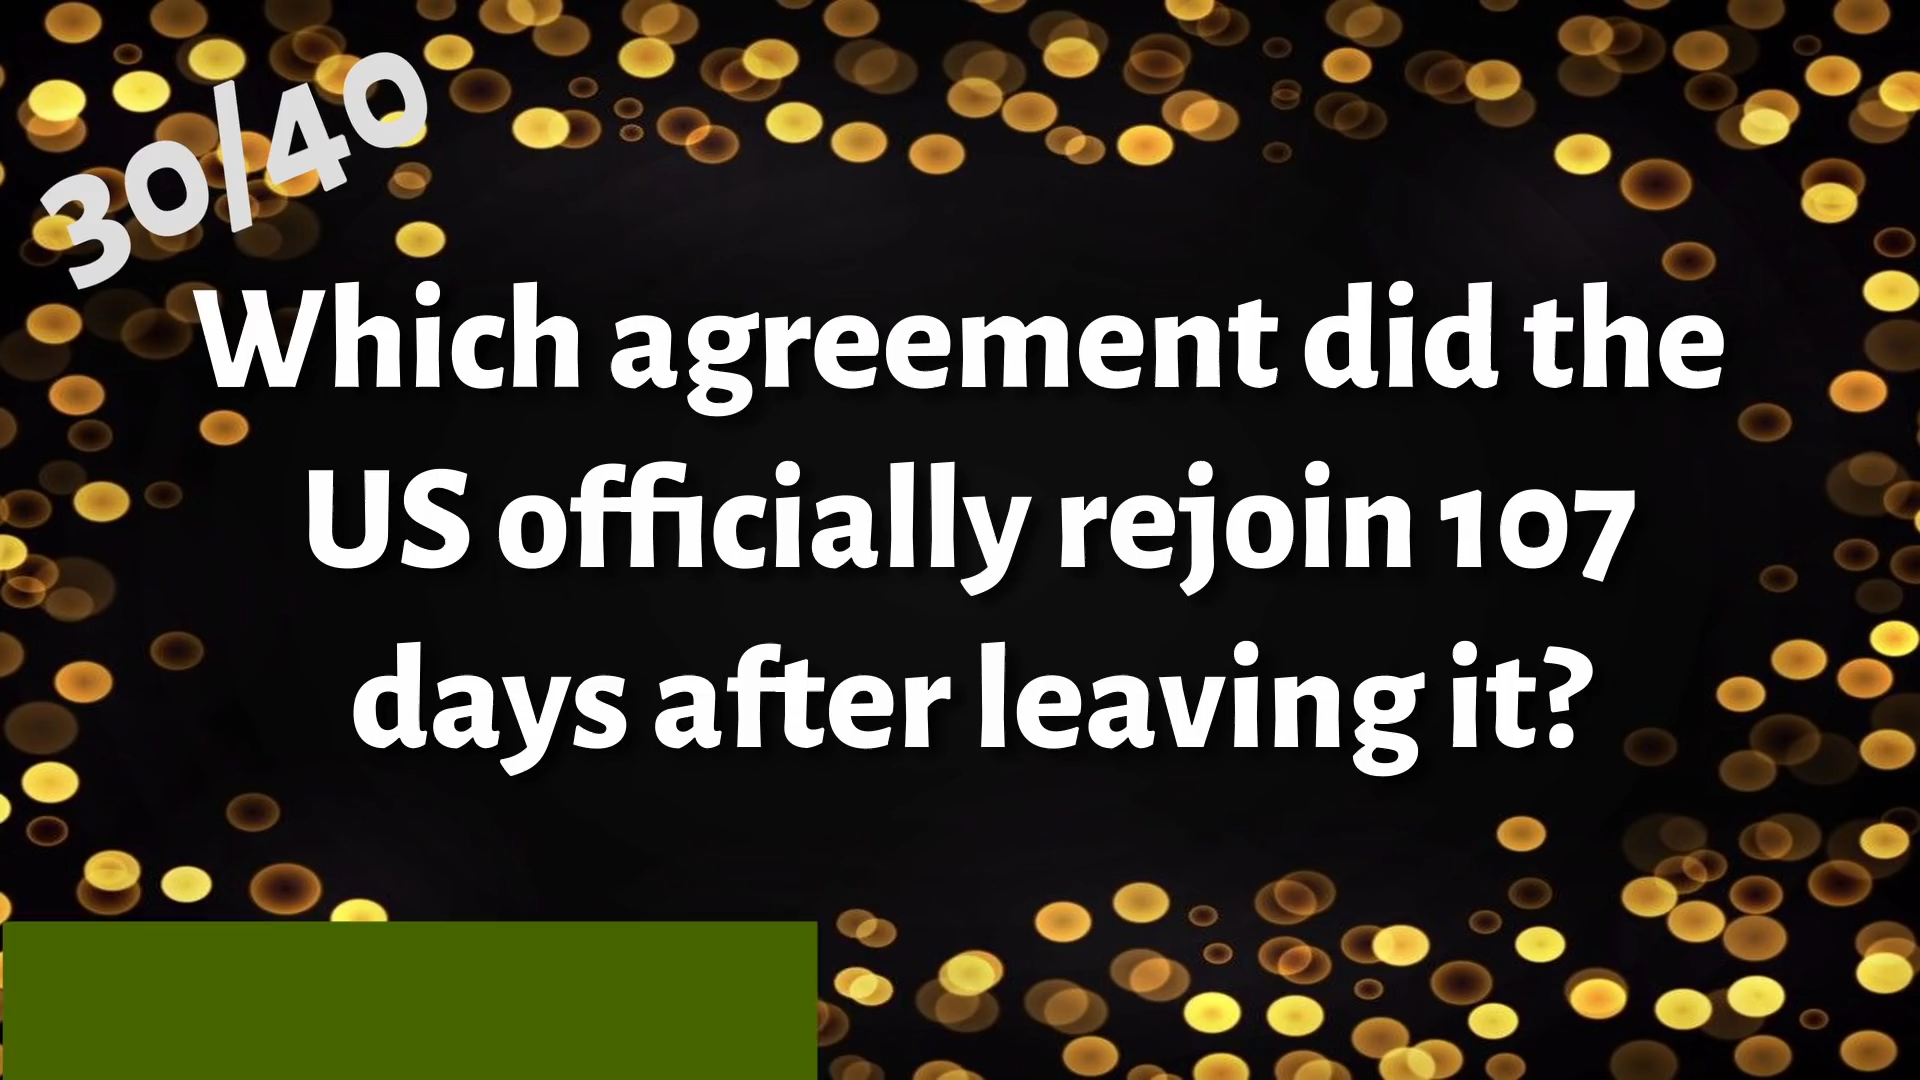 30/40
Which agreement did the
US officially rejoin 107
days after leaving it?